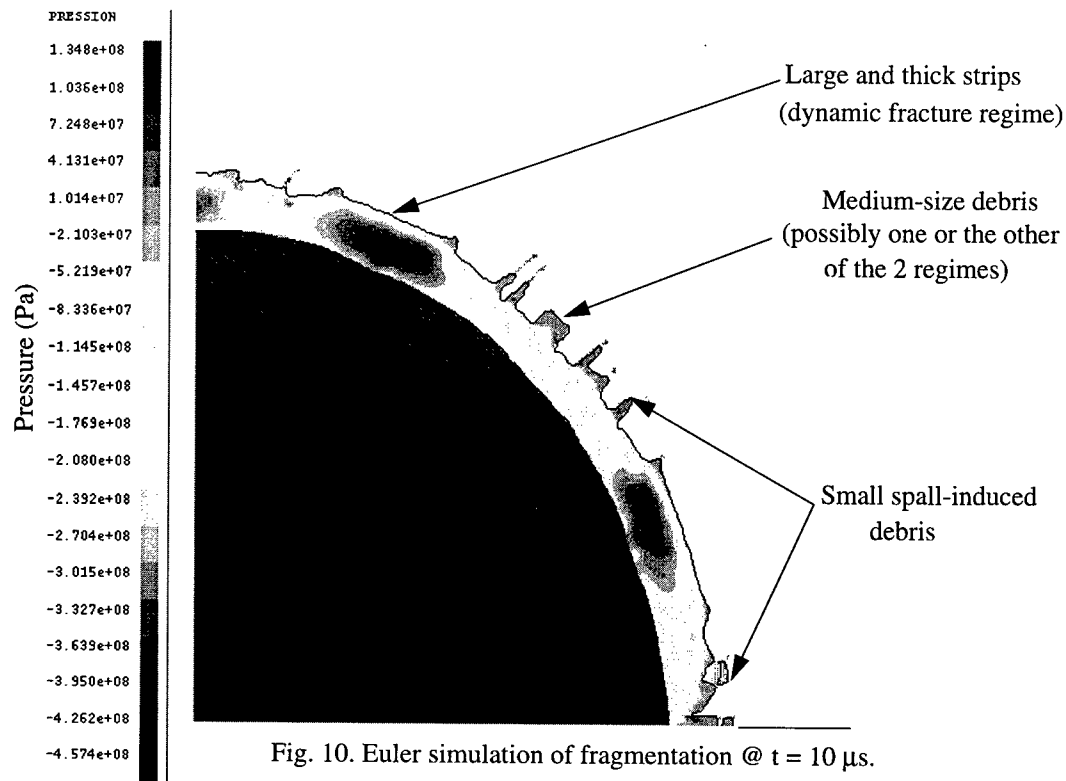 PRESSION
1.348e+08
1.036e+08
7.248e+07
4.131e+07
1.014e+07
-2.103e+07
-5.219e+07
-8.336e+07
-1.145e+08
-1.457e+08
-1.769e+08
-2.080e+08
-2.392e+08
-2.704e+08
-3.015e+08
-3.327e+08
-3.639e+08
-3.950e+08
-4.262e+08
-4.574e+08
Pressure (Pa)
Large and thick strips
(dynamic fracture regime)
Medium-size debris
(possibly one or the other
of the 2 regimes)
Small spall-induced
debris
Fig. 10. Euler simulation of fragmentation @ t = 10 μs.